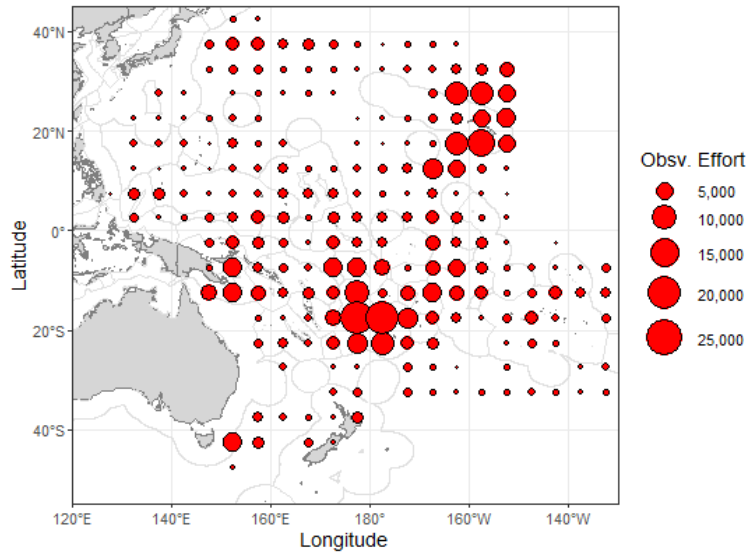 40°N
20°N
0°
20°S
40°S
Latitude
120°E
140°E
160°E
180°
160°W
140°W
Longitude
Obsv. Effort
5,000
10,000
15,000
20,000
25,000